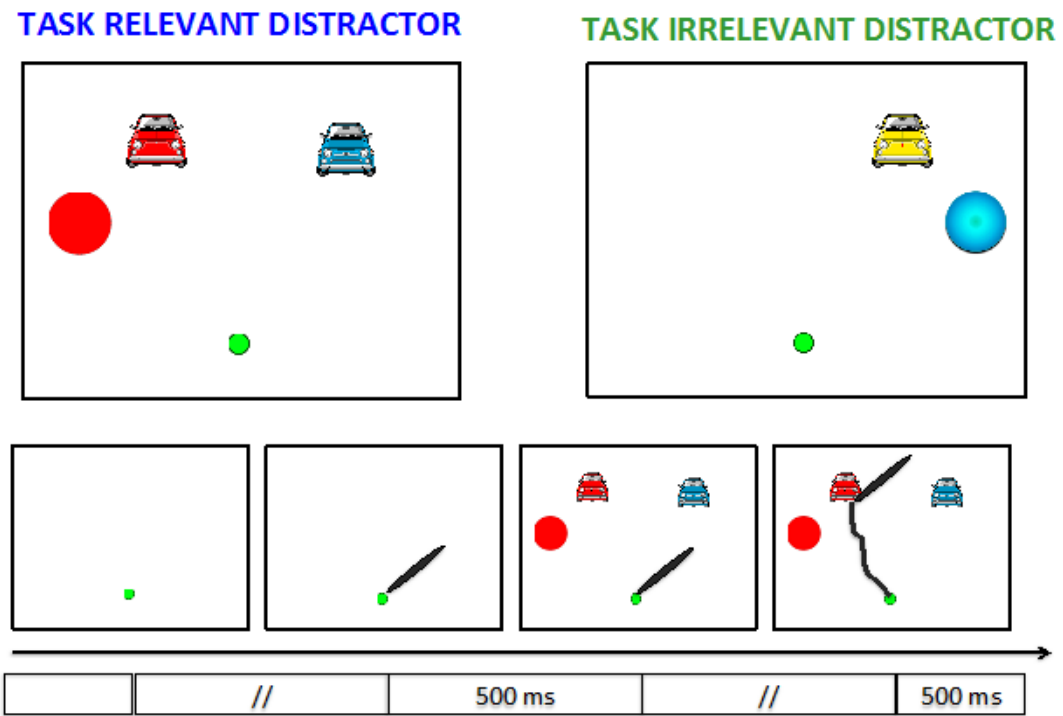 TASK RELEVANT DISTRACTOR
TASK IRRELEVANT DISTRACTOR
// 500 ms // 500 ms